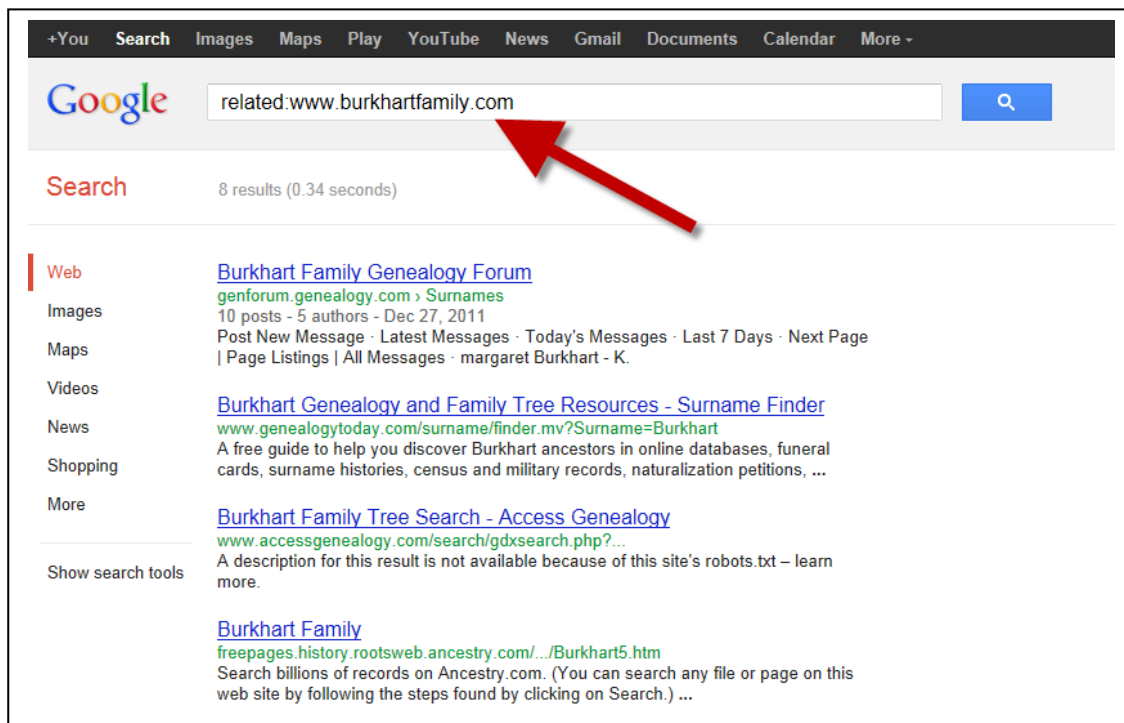 +You Search Images Maps Play YouTube News Gmail Documents Calendar More
Google related:www.burkhartfamily.com
Search 8 results (0.34 seconds)
Web
Images
Maps
Videos
News
Shopping
More
Show search tools
Burkhart Family Genealogy Forum
genforum.genealogy.com › Surnames
10 posts - 5 authors - Dec 27, 2011
Post New Message · Latest Messages · Today's Messages · Last 7 Days · Next Page
| Page Listings | All Messages · margaret Burkhart - K.
Burkhart Genealogy and Family Tree Resources - Surname Finder
www.genealogytoday.com/surname/finder.mv?Surname=Burkhart
A free guide to help you discover Burkhart ancestors in online databases, funeral
cards, surname histories, census and military records, naturalization petitions, ...
Burkhart Family Tree Search - Access Genealogy
www.accessgenealogy.com/search/gdxsearch.php?...
A description for this result is not available because of this site's robots.txt – learn
more.
Burkhart Family
freepages.history.rootsweb.ancestry.com/.../Burkhart5.htm
Search billions of records on Ancestry.com. (You can search any file or page on this
web site by following the steps found by clicking on Search.) ...